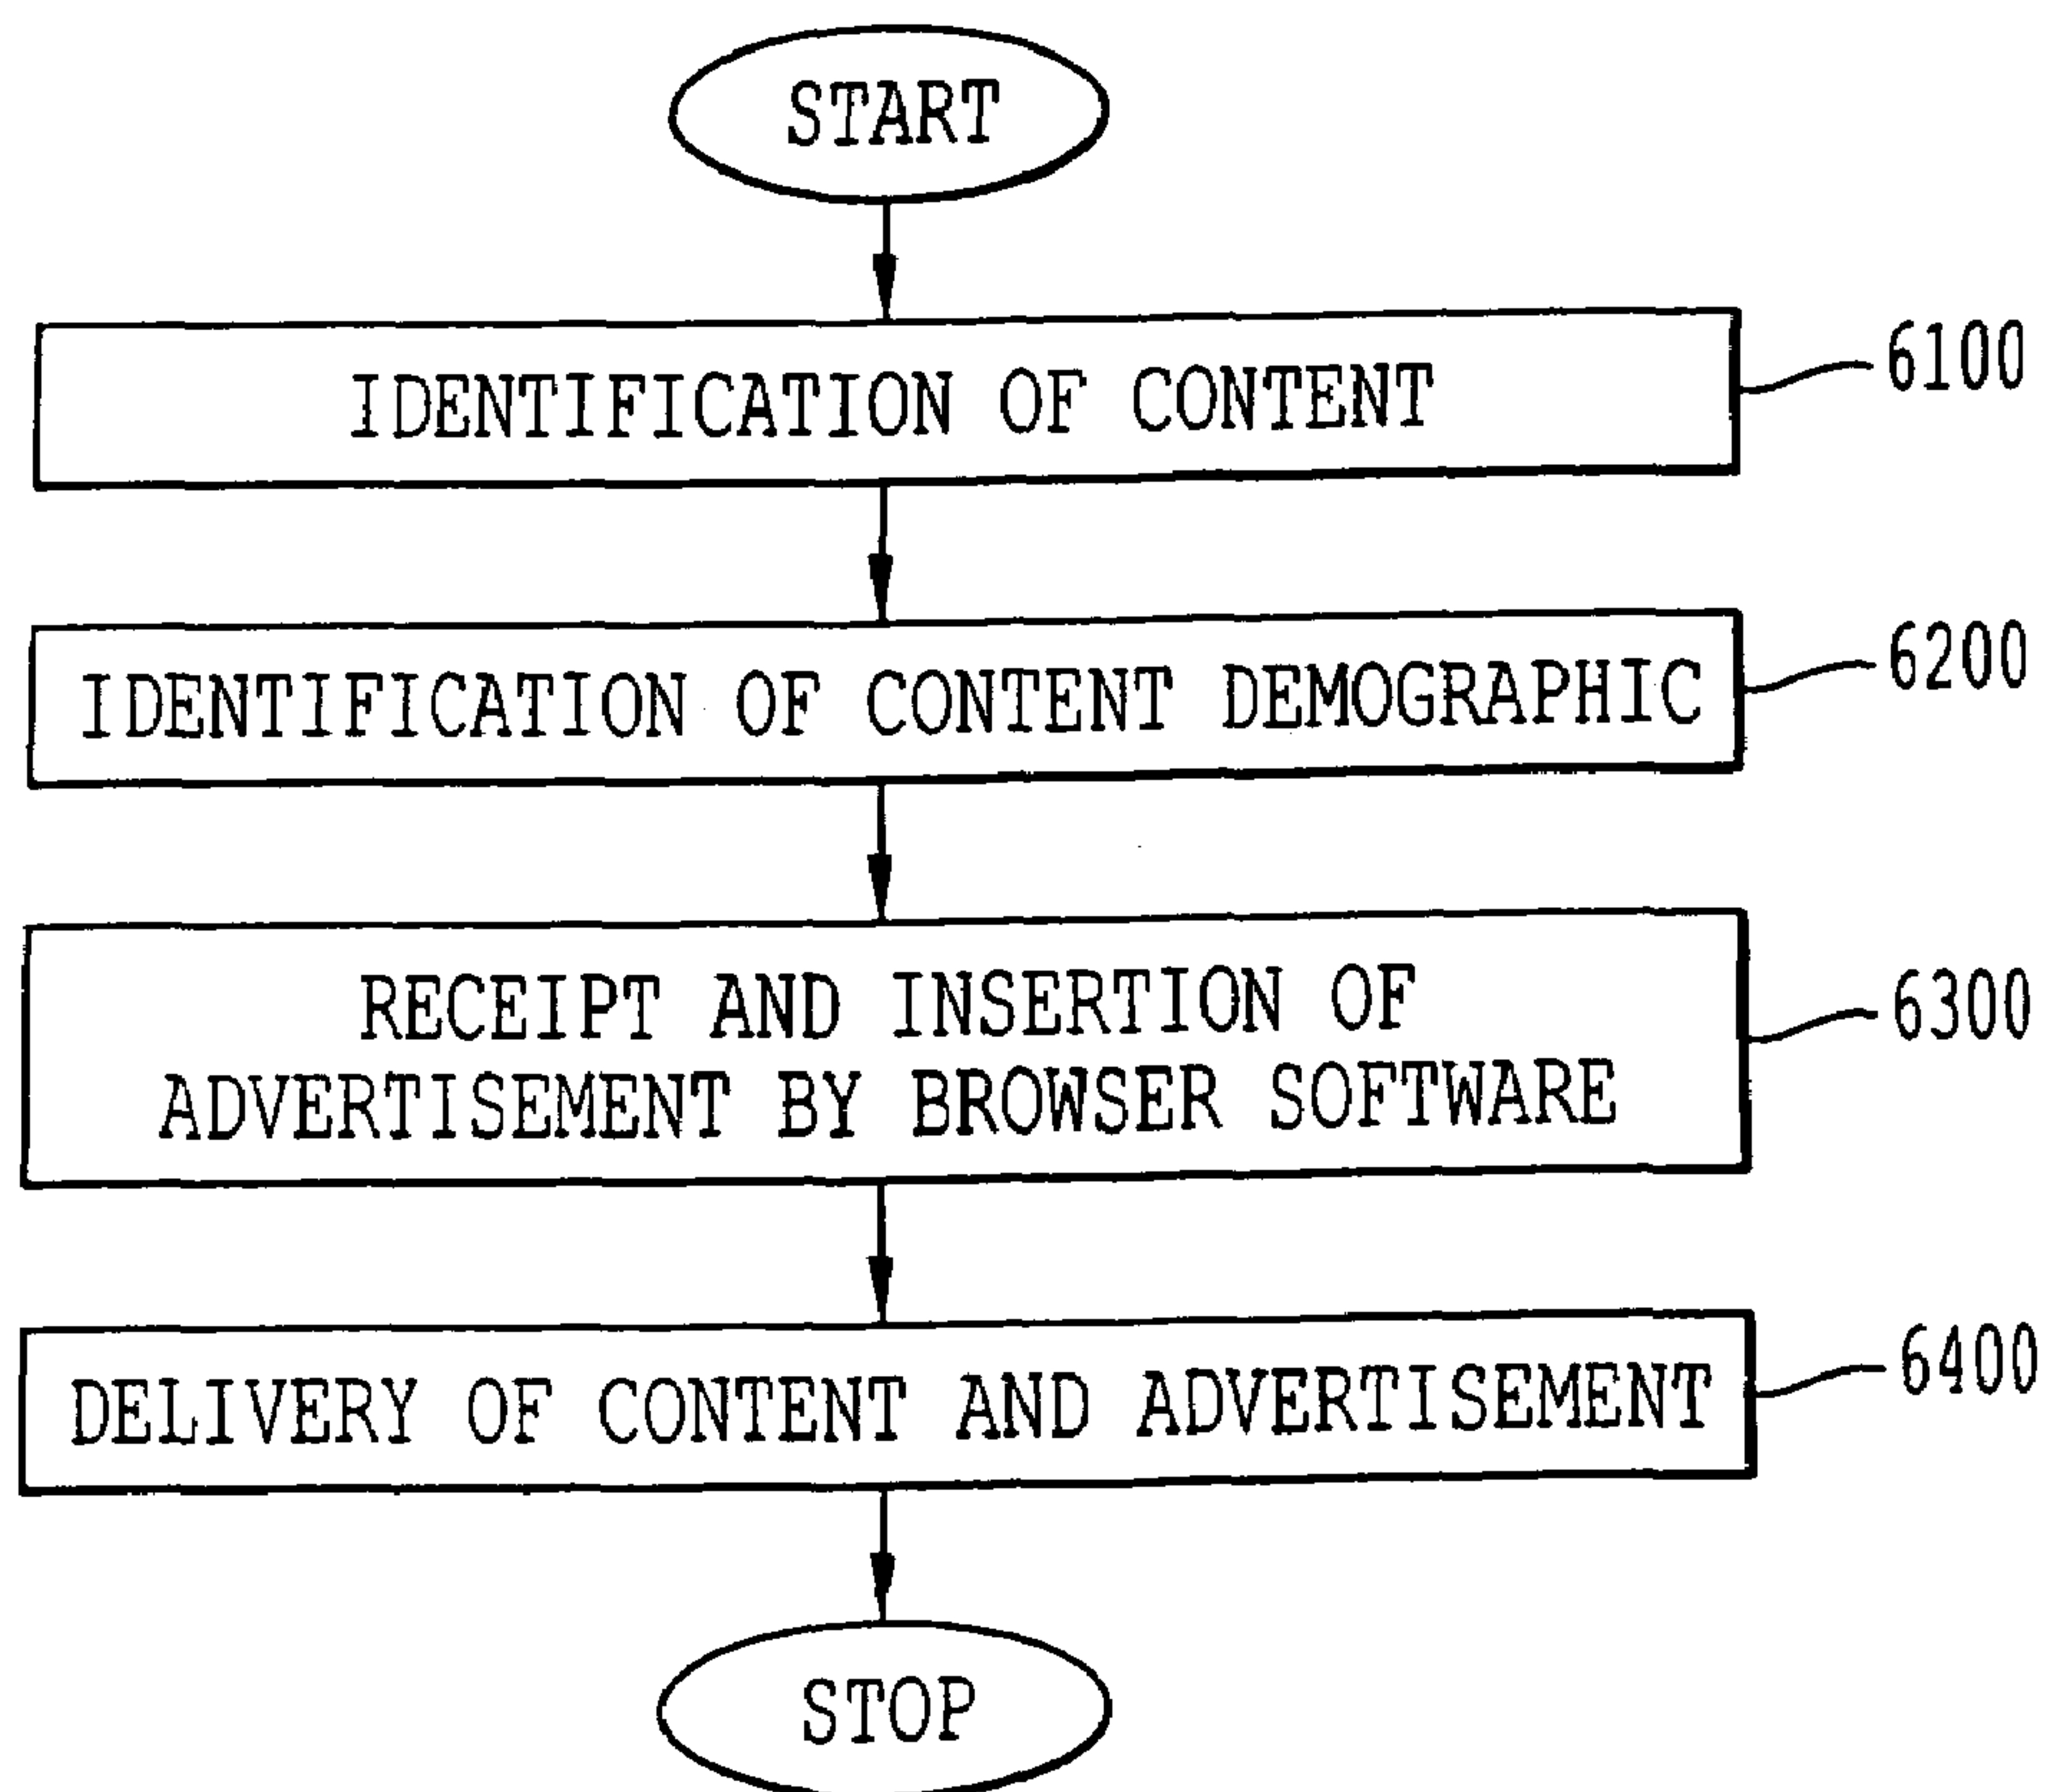 START
IDENTIFICATION OF CONTENT
6100
IDENTIFICATION OF CONTENT DEMOGRAPHIC
6200
RECEIPT AND INSERTION OF
ADVERTISEMENT BY BROWSER SOFTWARE
6300
DELIVERY OF CONTENT AND ADVERTISEMENT
6400
STOP